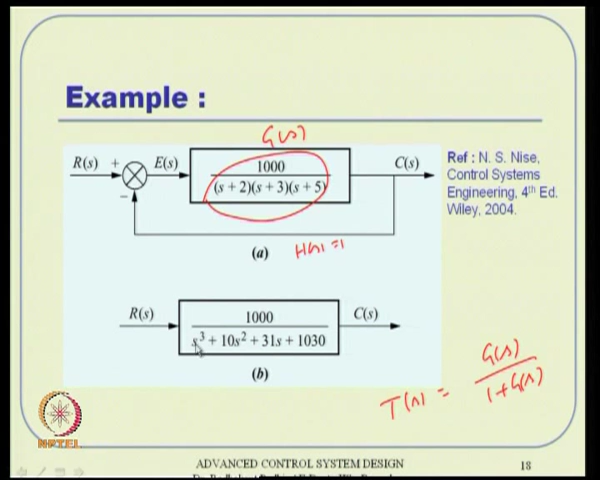 Example :
G(s)
R(s) + E(s) 1000 C(s)
(s + 2)(s + 3)(s + 5)
−
(a) H(s) = 1
Ref : N. S. Nise,
Control Systems
Engineering, 4th Ed.
Wiley, 2004.
R(s) 1000 C(s)
s³ + 10s² + 31s + 1030
(b)
T(s) = G(s) / 1 + G(s)
NPTEL
ADVANCED CONTROL SYSTEM DESIGN
18